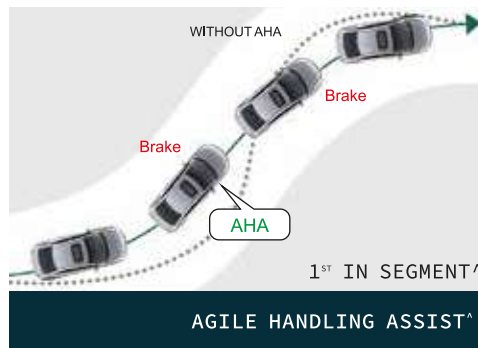 WITHOUT AHA
Brake
Brake
AHA
1ST IN SEGMENT^
AGILE HANDLING ASSIST^